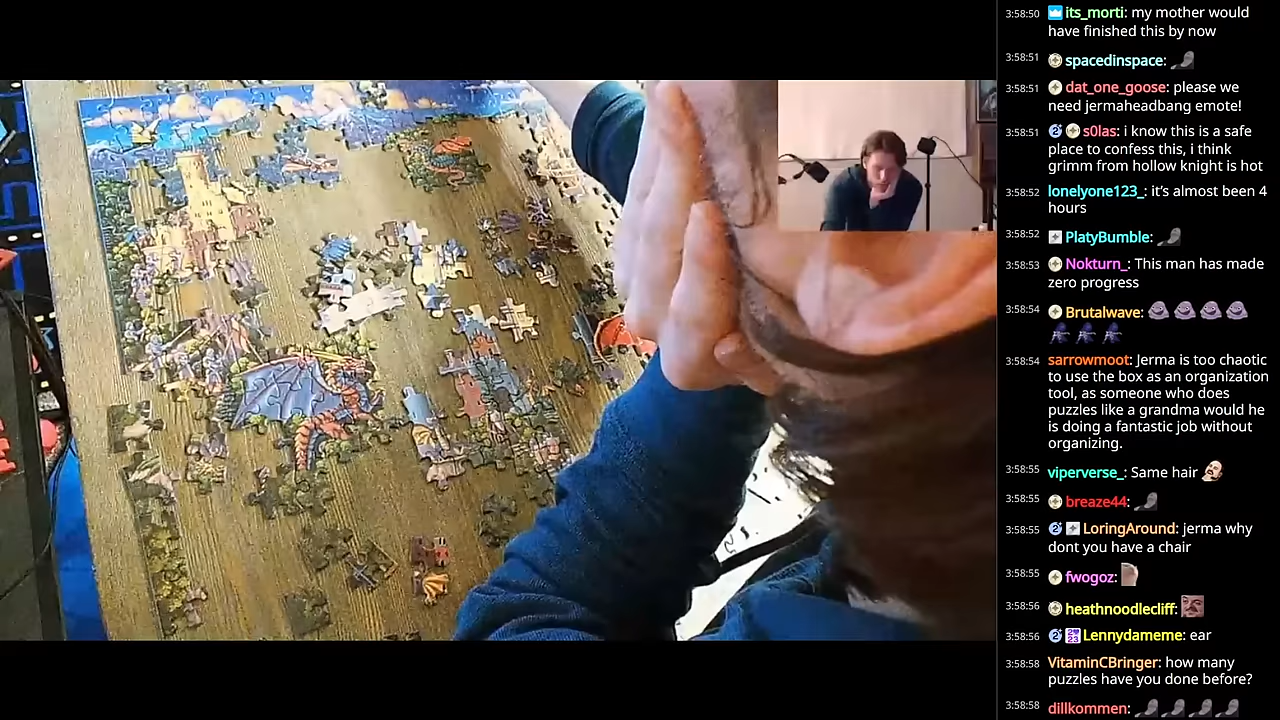 3:58:50 its_morti: my mother would
have finished this by now
3:58:51 spacedinspace:
3:58:51 dat_one_goose: please we
need jermaheadbang emote!
3:58:51 s0las: i know this is a safe
place to confess this, i think
grimm from hollow knight is hot
3:58:52 lonelyone123_: it's almost been 4
hours
3:58:52 PlatyBumble:
3:58:53 Nokturn_: This man has made
zero progress
3:58:54 Brutalwave:
3:58:54 sarrowmoot: Jerma is too chaotic
to use the box as an organization
tool, as someone who does
puzzles like a grandma would he
is doing a fantastic job without
organizing.
3:58:55 viperverse_: Same hair
3:58:55 breaze44:
3:58:55 LoringAround: jerma why
dont you have a chair
3:58:55 fwogoz:
3:58:56 heathnoodlecliff:
3:58:56 Lennydameme: ear
3:58:58 VitaminCBringer: how many
puzzles have you done before?
3:58:58 dillkommen: